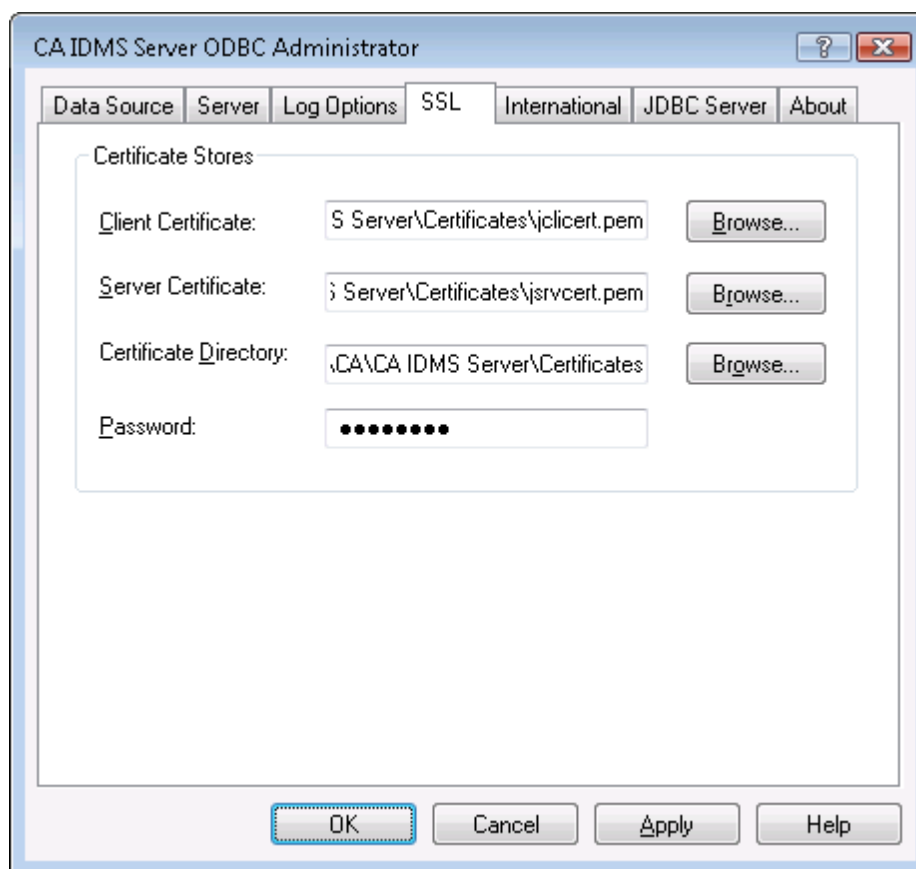 CA IDMS Server ODBC Administrator
Data Source Server Log Options SSL International JDBC Server About
Certificate Stores
Client Certificate: S Server\Certificates\jclicert.pem Browse...
Server Certificate: S Server\Certificates\jsrvcert.pem Browse...
Certificate Directory: \CA\CA IDMS Server\Certificates Browse...
Password: ●●●●●●●●
OK Cancel Apply Help